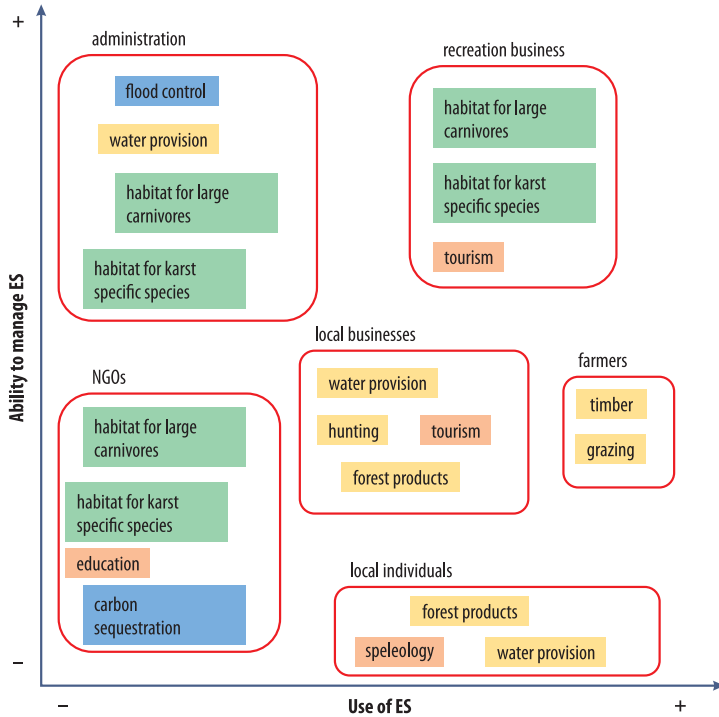 +
administration
flood control
water provision
habitat for large
carnivores
habitat for karst
specific species
recreation business
habitat for large
carnivores
habitat for karst
specific species
tourism
Ability to manage ES
NGOs
habitat for large
carnivores
habitat for karst
specific species
education
carbon
sequestration
local businesses
water provision
hunting
tourism
forest products
farmers
timber
grazing
local individuals
forest products
speleology
water provision
–
–
Use of ES
+